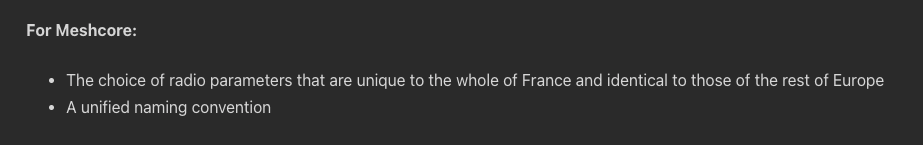 For Meshcore:
• The choice of radio parameters that are unique to the whole of France and identical to those of the rest of Europe
• A unified naming convention